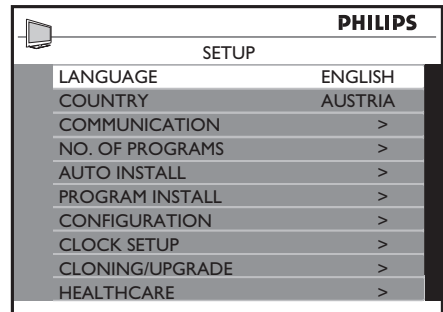 PHILIPS
SETUP
LANGUAGE ENGLISH
COUNTRY AUSTRIA
COMMUNICATION >
NO. OF PROGRAMS >
AUTO INSTALL >
PROGRAM INSTALL >
CONFIGURATION >
CLOCK SETUP >
CLONING/UPGRADE >
HEALTHCARE >